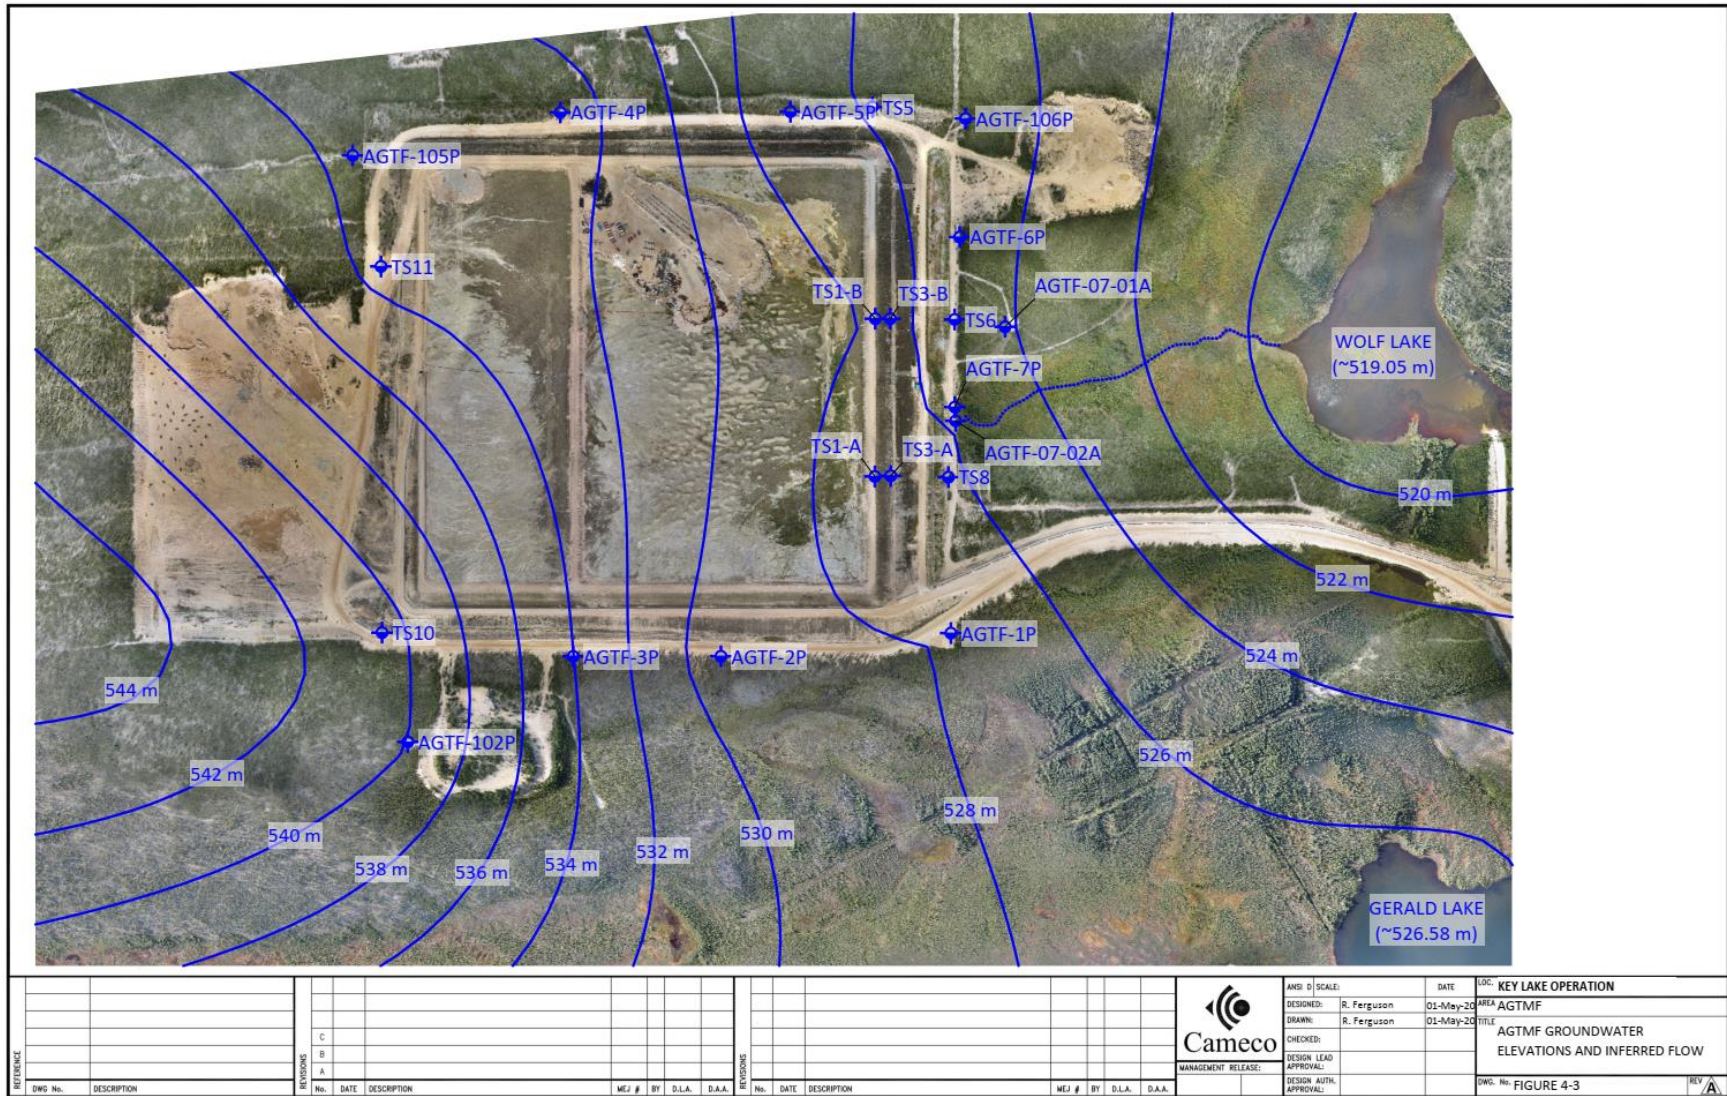 AGTF-4P
AGTF-5P
TS5
AGTF-106P
AGTF-105P
AGTF-6P
TS11
AGTF-07-01A
TS1-B
TS3-B
TS6
WOLF LAKE
(~519.05 m)
AGTF-7P
AGTF-07-02A
TS1-A
TS3-A
TS8
520 m
522 m
TS10
AGTF-1P
AGTF-3P
AGTF-2P
524 m
544 m
AGTF-102P
526 m
542 m
528 m
540 m
530 m
532 m
534 m
538 m
536 m
GERALD LAKE
(~526.58 m)
REFERENCE
DWG No.
DESCRIPTION
REVISIONS
C
B
A
No.
DATE
DESCRIPTION
MEJ #
BY
D.L.A.
D.A.A.
REVISIONS
No.
DATE
DESCRIPTION
MEJ #
BY
D.L.A.
D.A.A.
Cameco
MANAGEMENT RELEASE:
ANSI D SCALE:
DATE
DESIGNED: R. Ferguson 01-May-20
DRAWN: R. Ferguson 01-May-20
CHECKED:
DESIGN LEAD
APPROVAL:
DESIGN AUTH.
APPROVAL:
LOC. KEY LAKE OPERATION
AREA AGTMF
TITLE
AGTMF GROUNDWATER
ELEVATIONS AND INFERRED FLOW
DWG. No. FIGURE 4-3
REV A